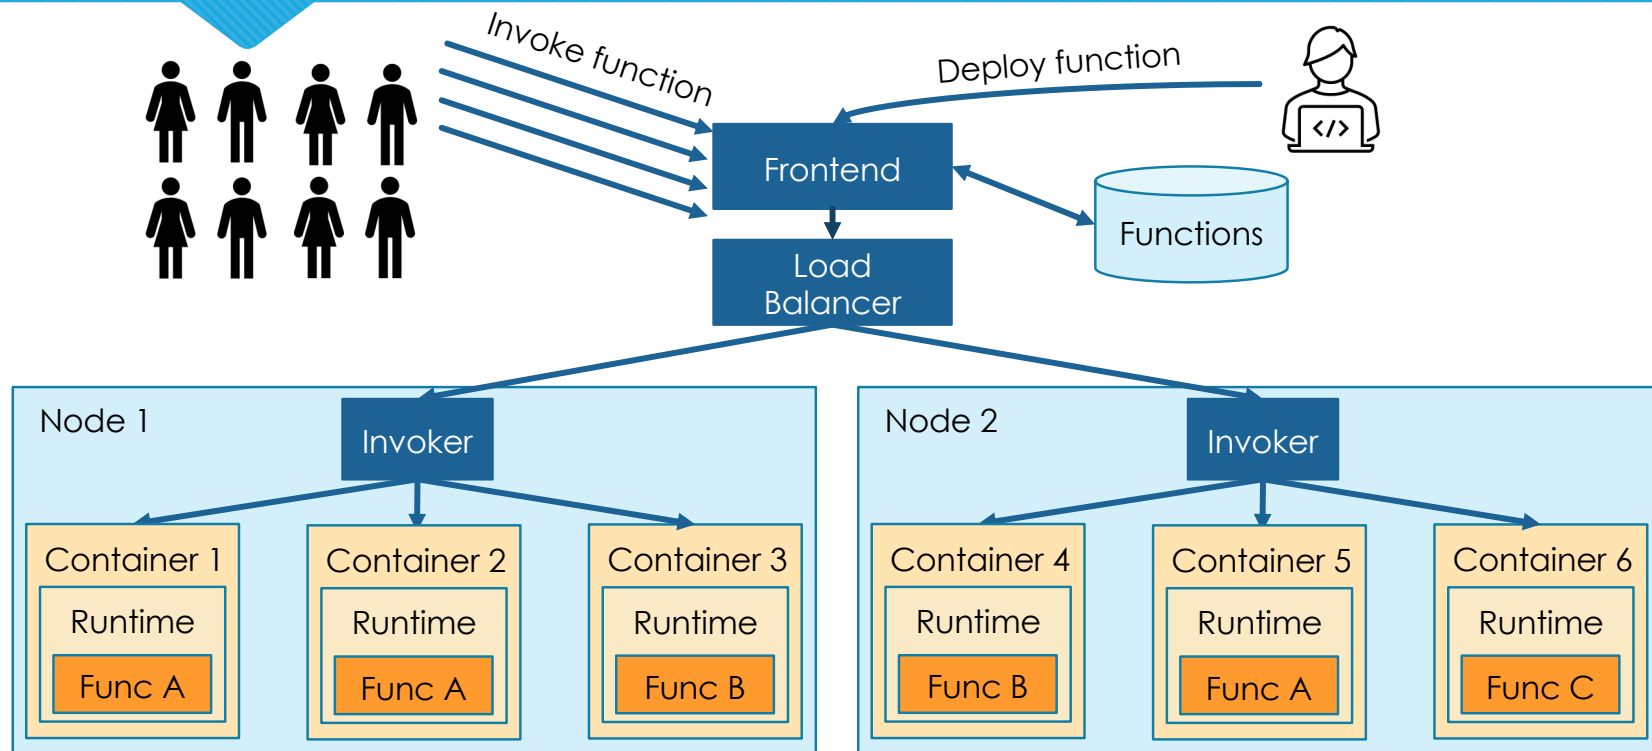 Invoke function
Deploy function
</>
Frontend
Functions
Load
Balancer
Node 1
Invoker
Container 1
Runtime
Func A
Container 2
Runtime
Func A
Container 3
Runtime
Func B
Node 2
Invoker
Container 4
Runtime
Func B
Container 5
Runtime
Func A
Container 6
Runtime
Func C